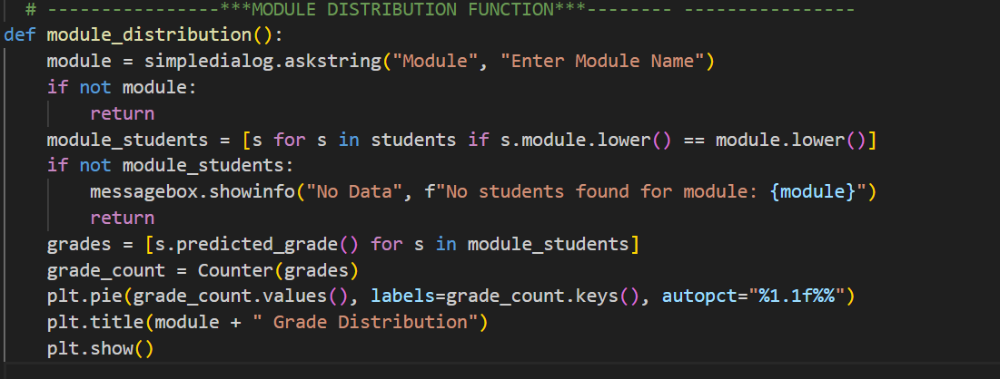 # ----------------***MODULE DISTRIBUTION FUNCTION***-------- ----------------
def module_distribution():
    module = simpledialog.askstring("Module", "Enter Module Name")
    if not module:
        return
    module_students = [s for s in students if s.module.lower() == module.lower()]
    if not module_students:
        messagebox.showinfo("No Data", f"No students found for module: {module}")
        return
    grades = [s.predicted_grade() for s in module_students]
    grade_count = Counter(grades)
    plt.pie(grade_count.values(), labels=grade_count.keys(), autopct="%1.1f%%")
    plt.title(module + " Grade Distribution")
    plt.show()